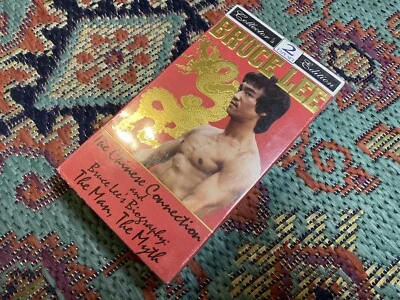 Collector's 2 Edition
BRUCE LEE
The Chinese Connection
and
Bruce Lee's Biography:
The Man, The Myth